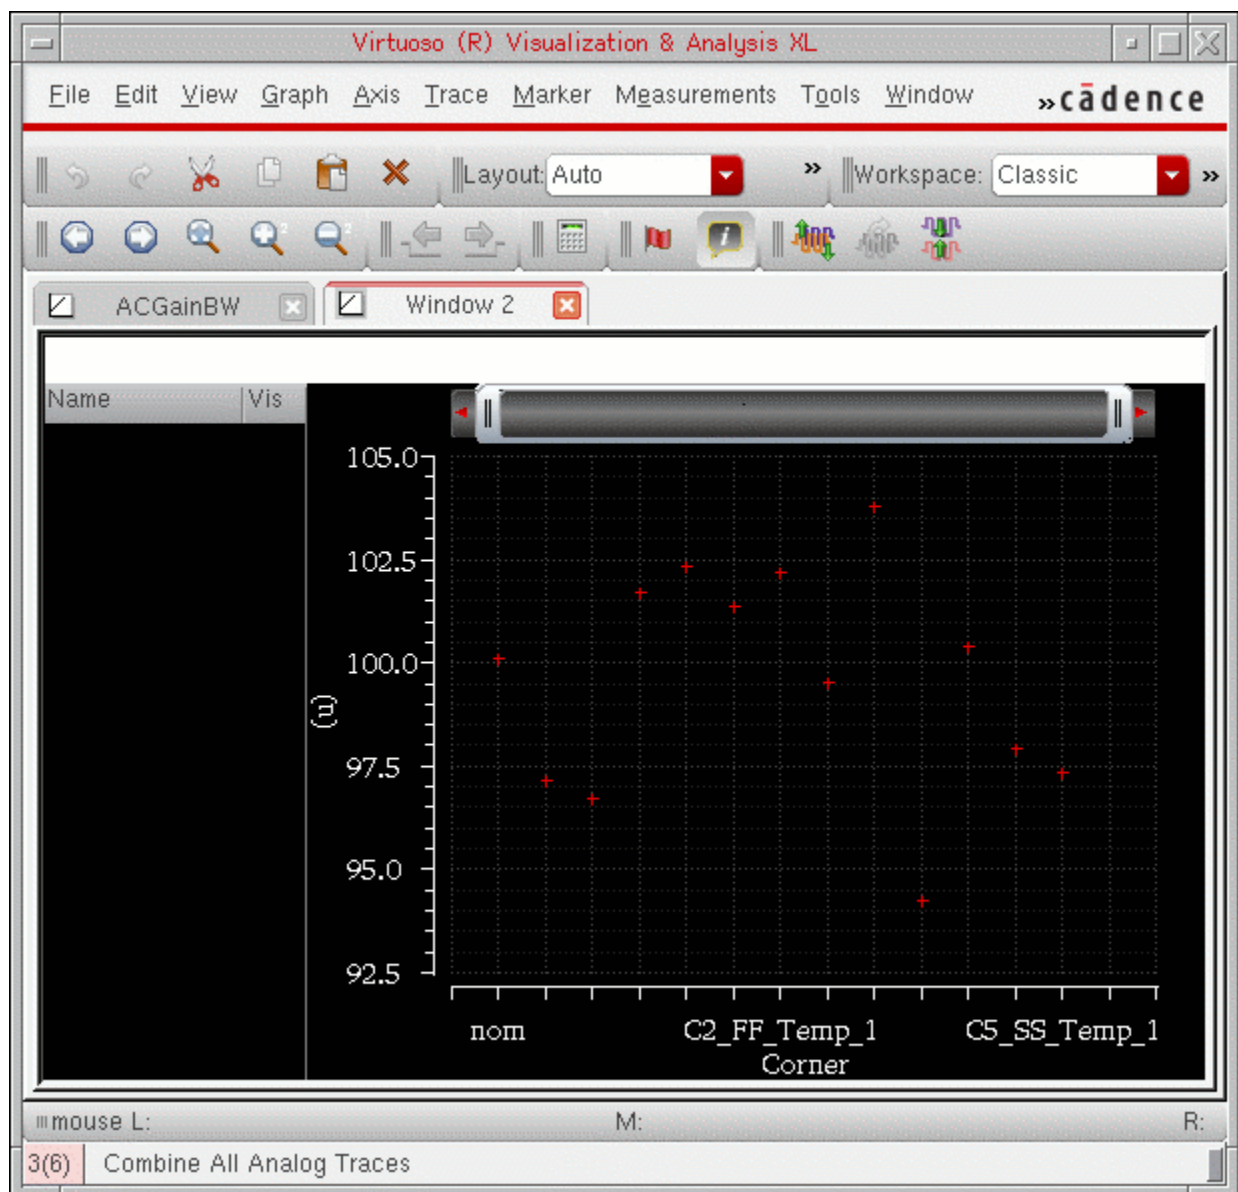 Virtuoso (R) Visualization & Analysis XL
File Edit View Graph Axis Trace Marker Measurements Tools Window » cādence
Layout: Auto » Workspace: Classic »
ACGainBW Window 2
Name Vis
105.0
102.5
100.0
(u)
97.5
95.0
92.5
nom C2_FF_Temp_1 C5_SS_Temp_1
Corner
mouse L: M: R:
3(6) Combine All Analog Traces